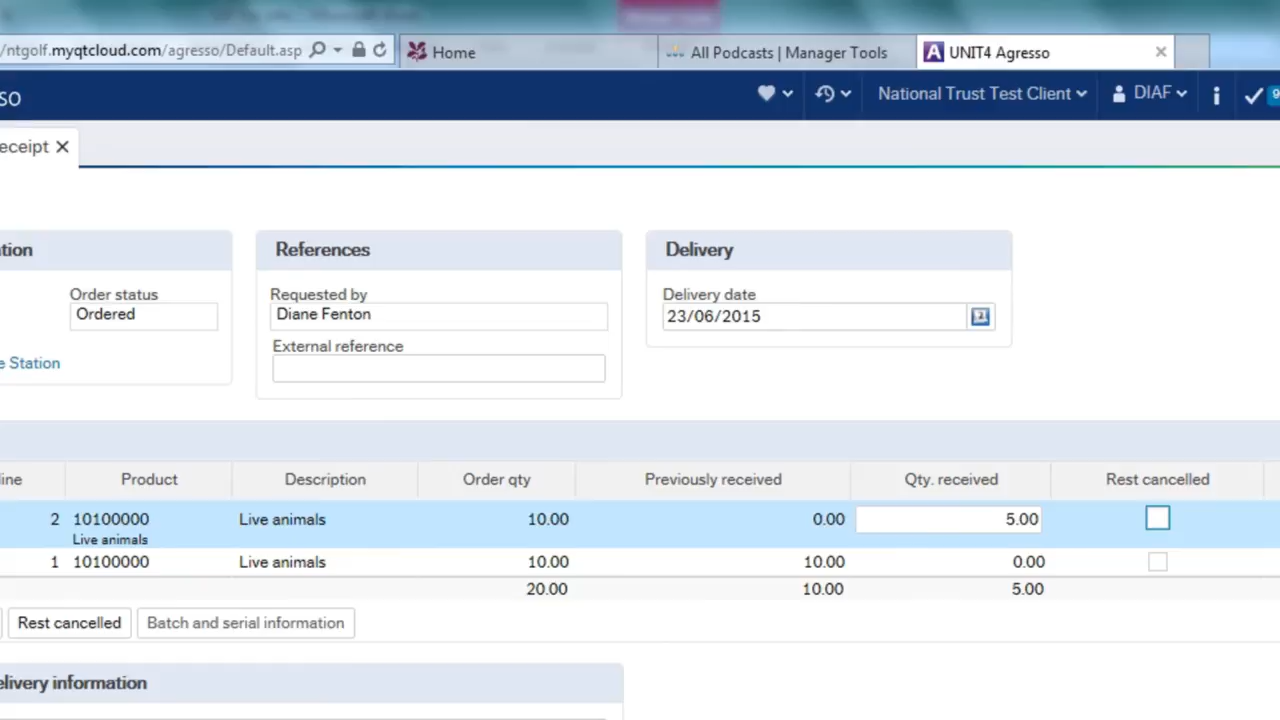 /ntgolf.myqtcloud.com/agresso/Default.asp
Home
All Podcasts | Manager Tools
UNIT4 Agresso
so
National Trust Test Client
DIAF
9
eceipt
tion
References
Delivery
Order status
Requested by
Delivery date
Ordered
Diane Fenton
23/06/2015
External reference
e Station
ine
Product
Description
Order qty
Previously received
Qty. received
Rest cancelled
2 10100000 Live animals 10.00 0.00 5.00
Live animals
1 10100000 Live animals 10.00 10.00 0.00
20.00 10.00 5.00
Rest cancelled
Batch and serial information
elivery information